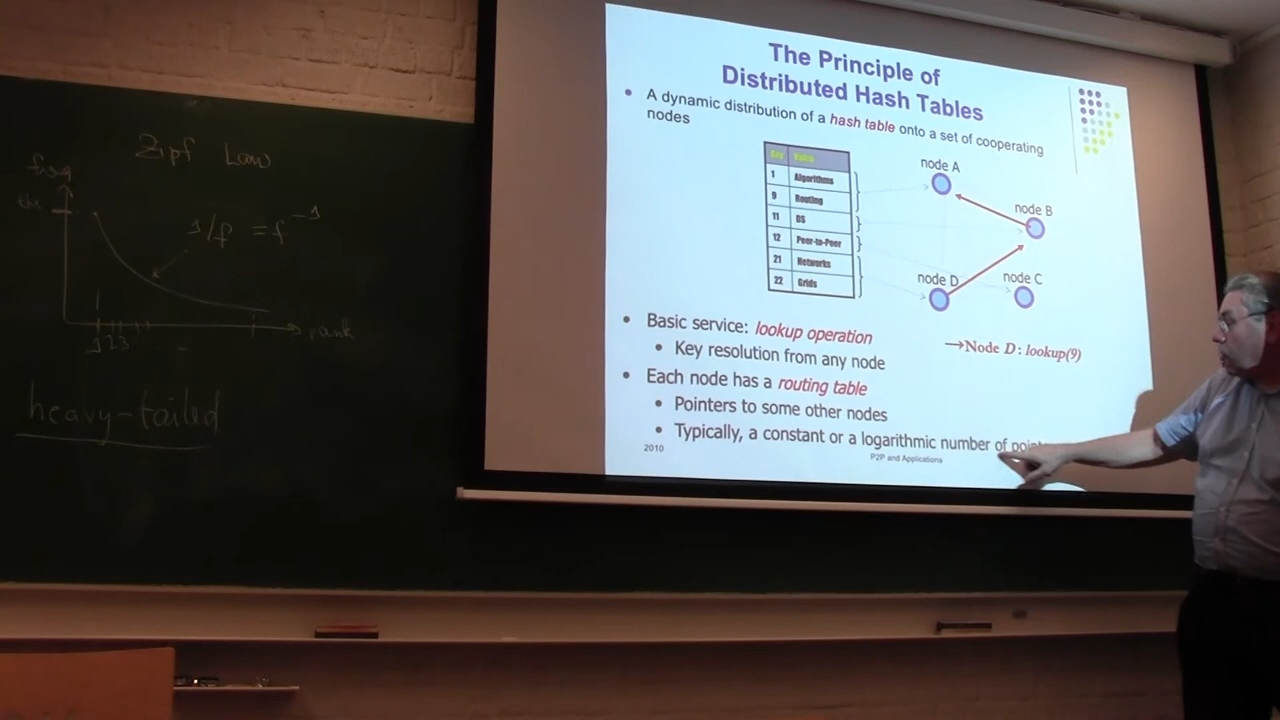 Zipf Law
freq
1/f = f^-1
rank
1 2 3
heavy-tailed
The Principle of
Distributed Hash Tables
• A dynamic distribution of a hash table onto a set of cooperating
nodes
Key Value
1 Algorithms
9 Routing
11 DS
12 Peer-to-Peer
21 Networks
22 Grids
node A
node B
node C
node D
→Node D : lookup(9)
• Basic service: lookup operation
• Key resolution from any node
• Each node has a routing table
• Pointers to some other nodes
• Typically, a constant or a logarithmic number of
2010
P2P and Applications